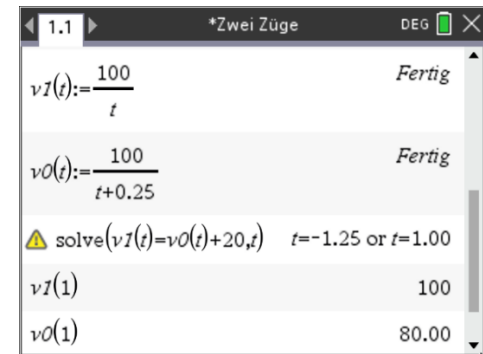 1.1 *Zwei Züge DEG
v1(t):=100/t Fertig
v0(t):=100/(t+0.25) Fertig
solve(v1(t)=v0(t)+20,t) t=-1.25 or t=1.00
v1(1) 100
v0(1) 80.00